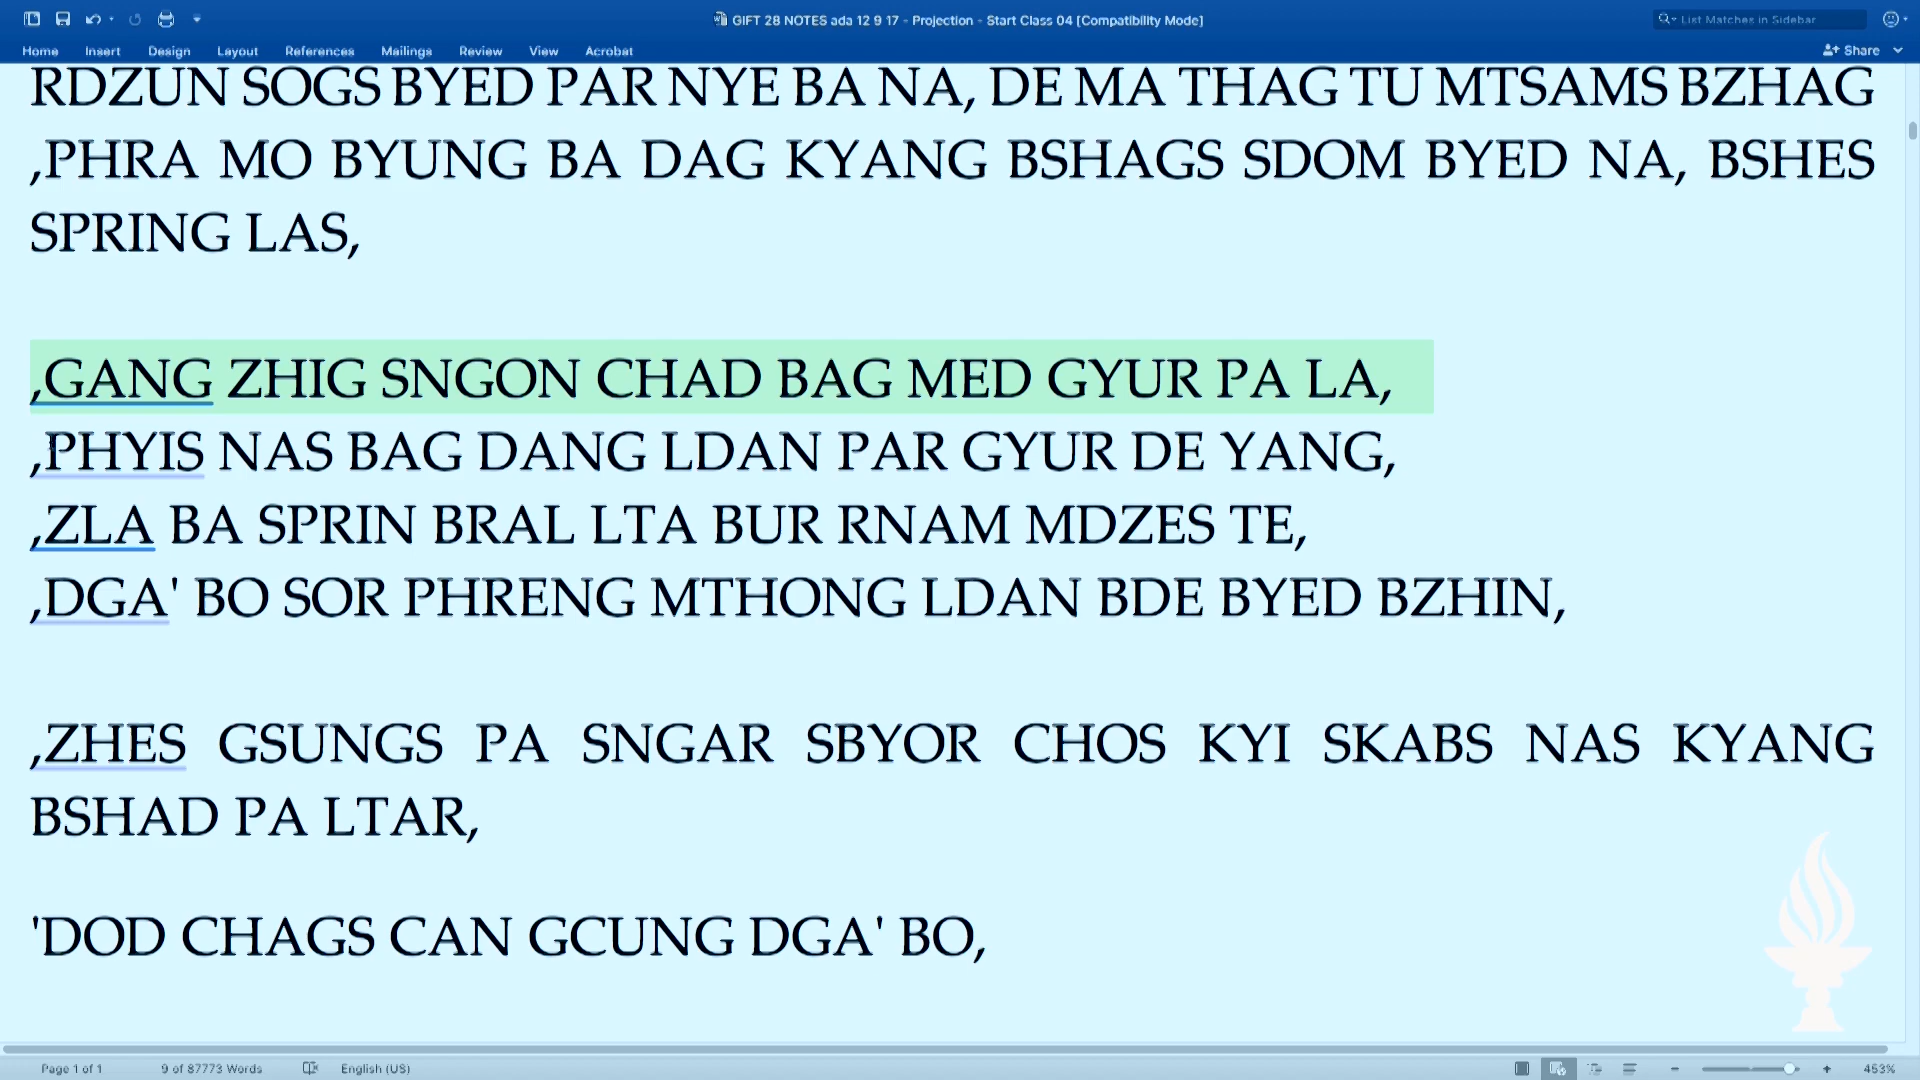 GIFT 28 NOTES ada 12 9 17 - Projection - Start Class 04 [Compatibility Mode]
List Matches in Sidebar
Home Insert Design Layout References Mailings Review View Acrobat Share
RDZUN SOGS BYED PAR NYE BA NA, DE MA THAG TU MTSAMS BZHAG
,PHRA MO BYUNG BA DAG KYANG BSHAGS SDOM BYED NA, BSHES
SPRING LAS,
,GANG ZHIG SNGON CHAD BAG MED GYUR PA LA,
,PHYIS NAS BAG DANG LDAN PAR GYUR DE YANG,
,ZLA BA SPRIN BRAL LTA BUR RNAM MDZES TE,
,DGA' BO SOR PHRENG MTHONG LDAN BDE BYED BZHIN,
,ZHES GSUNGS PA SNGAR SBYOR CHOS KYI SKABS NAS KYANG
BSHAD PA LTAR,
'DOD CHAGS CAN GCUNG DGA' BO,
Page 1 of 1 9 of 87773 Words English (US) 453%